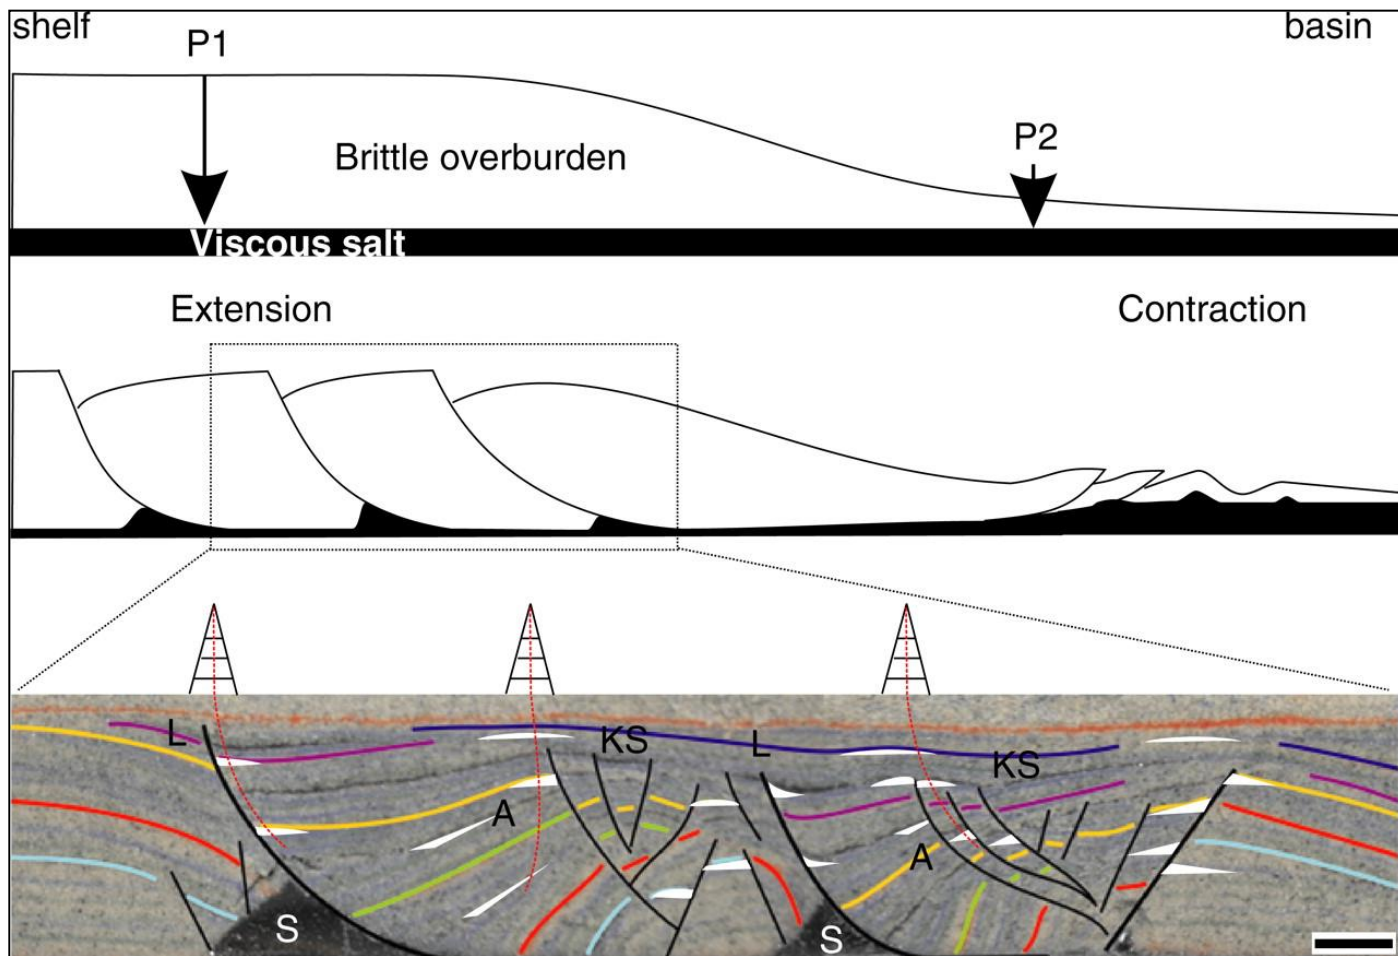 shelf
basin
P1
P2
Brittle overburden
Viscous salt
Extension
Contraction
L
KS
L
KS
A
A
S
S